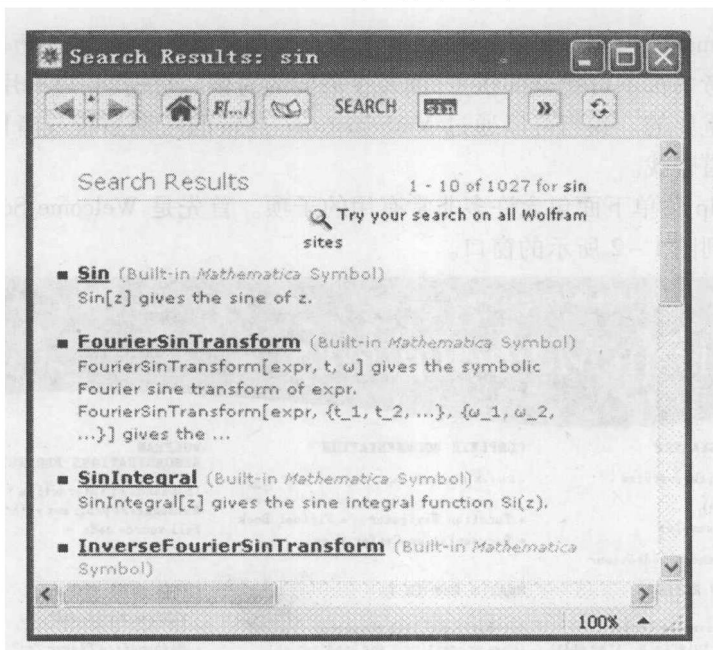 Search Results: sin
F[...] SEARCH sin »
Search Results
1 - 10 of 1027 for sin
Try your search on all Wolfram
sites
▪ Sin (Built-in Mathematica Symbol)
Sin[z] gives the sine of z.
▪ FourierSinTransform (Built-in Mathematica Symbol)
FourierSinTransform[expr, t, ω] gives the symbolic
Fourier sine transform of expr.
FourierSinTransform[expr, {t_1, t_2, ...}, {ω_1, ω_2,
...}] gives the ...
▪ SinIntegral (Built-in Mathematica Symbol)
SinIntegral[z] gives the sine integral function Si(z).
▪ InverseFourierSinTransform (Built-in Mathematica
Symbol)
100%